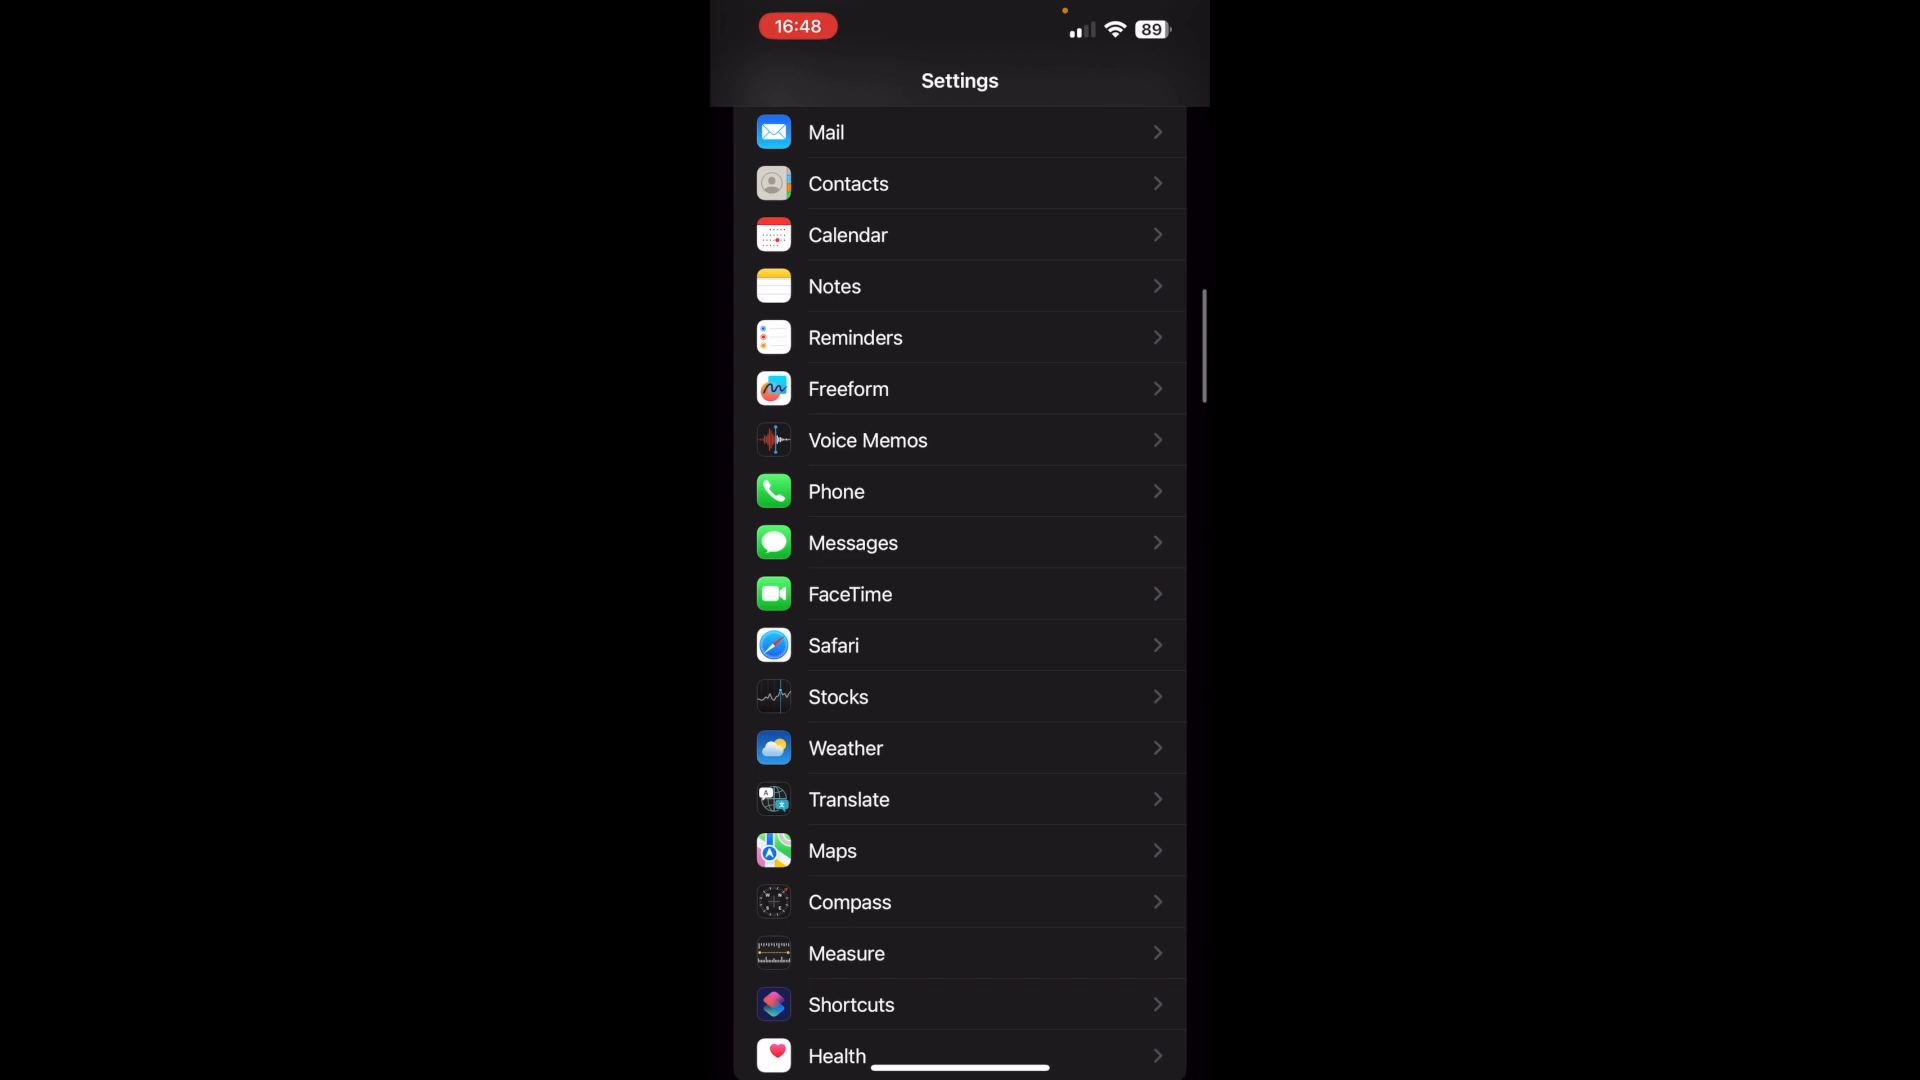 16:48
89
Settings
Mail
Contacts
Calendar
Notes
Reminders
Freeform
Voice Memos
Phone
Messages
FaceTime
Safari
Stocks
Weather
Translate
Maps
Compass
Measure
Shortcuts
Health